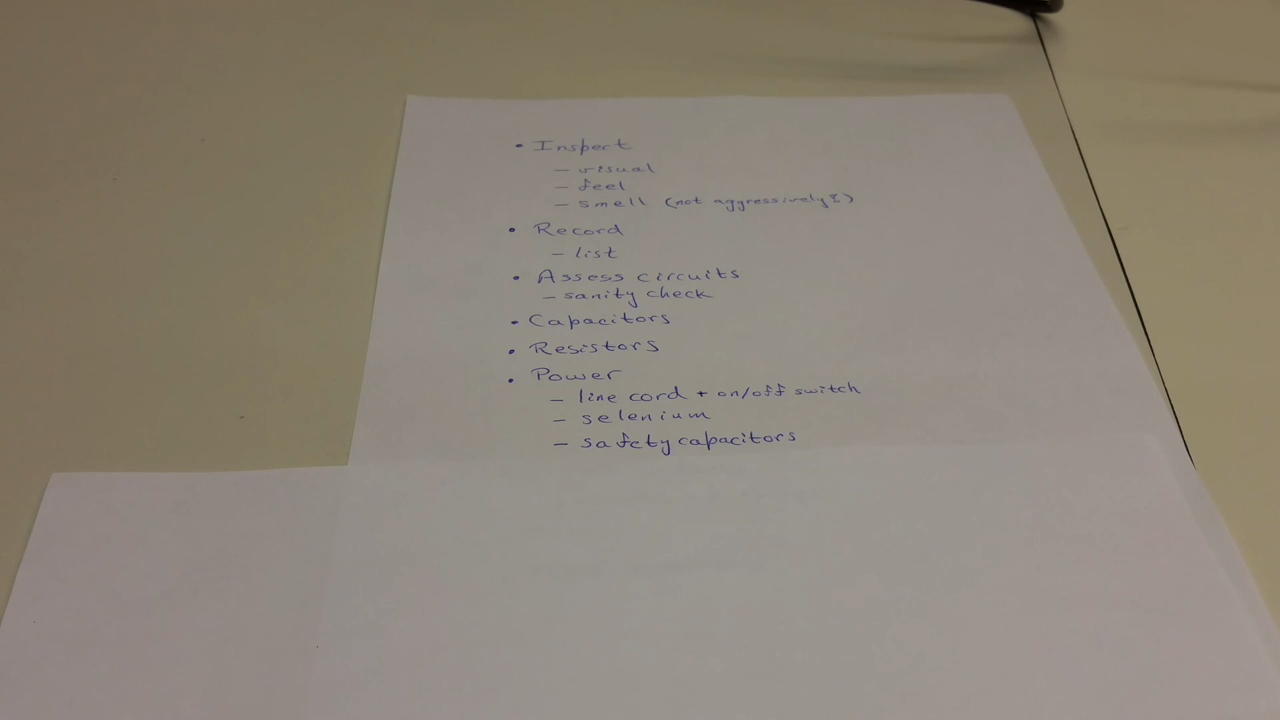 • Inspect
– visual
– feel
– smell (not aggressively!)
• Record
– list
• Assess circuits
– sanity check
• Capacitors
• Resistors
• Power
– line cord + on/off switch
– selenium
– safety capacitors